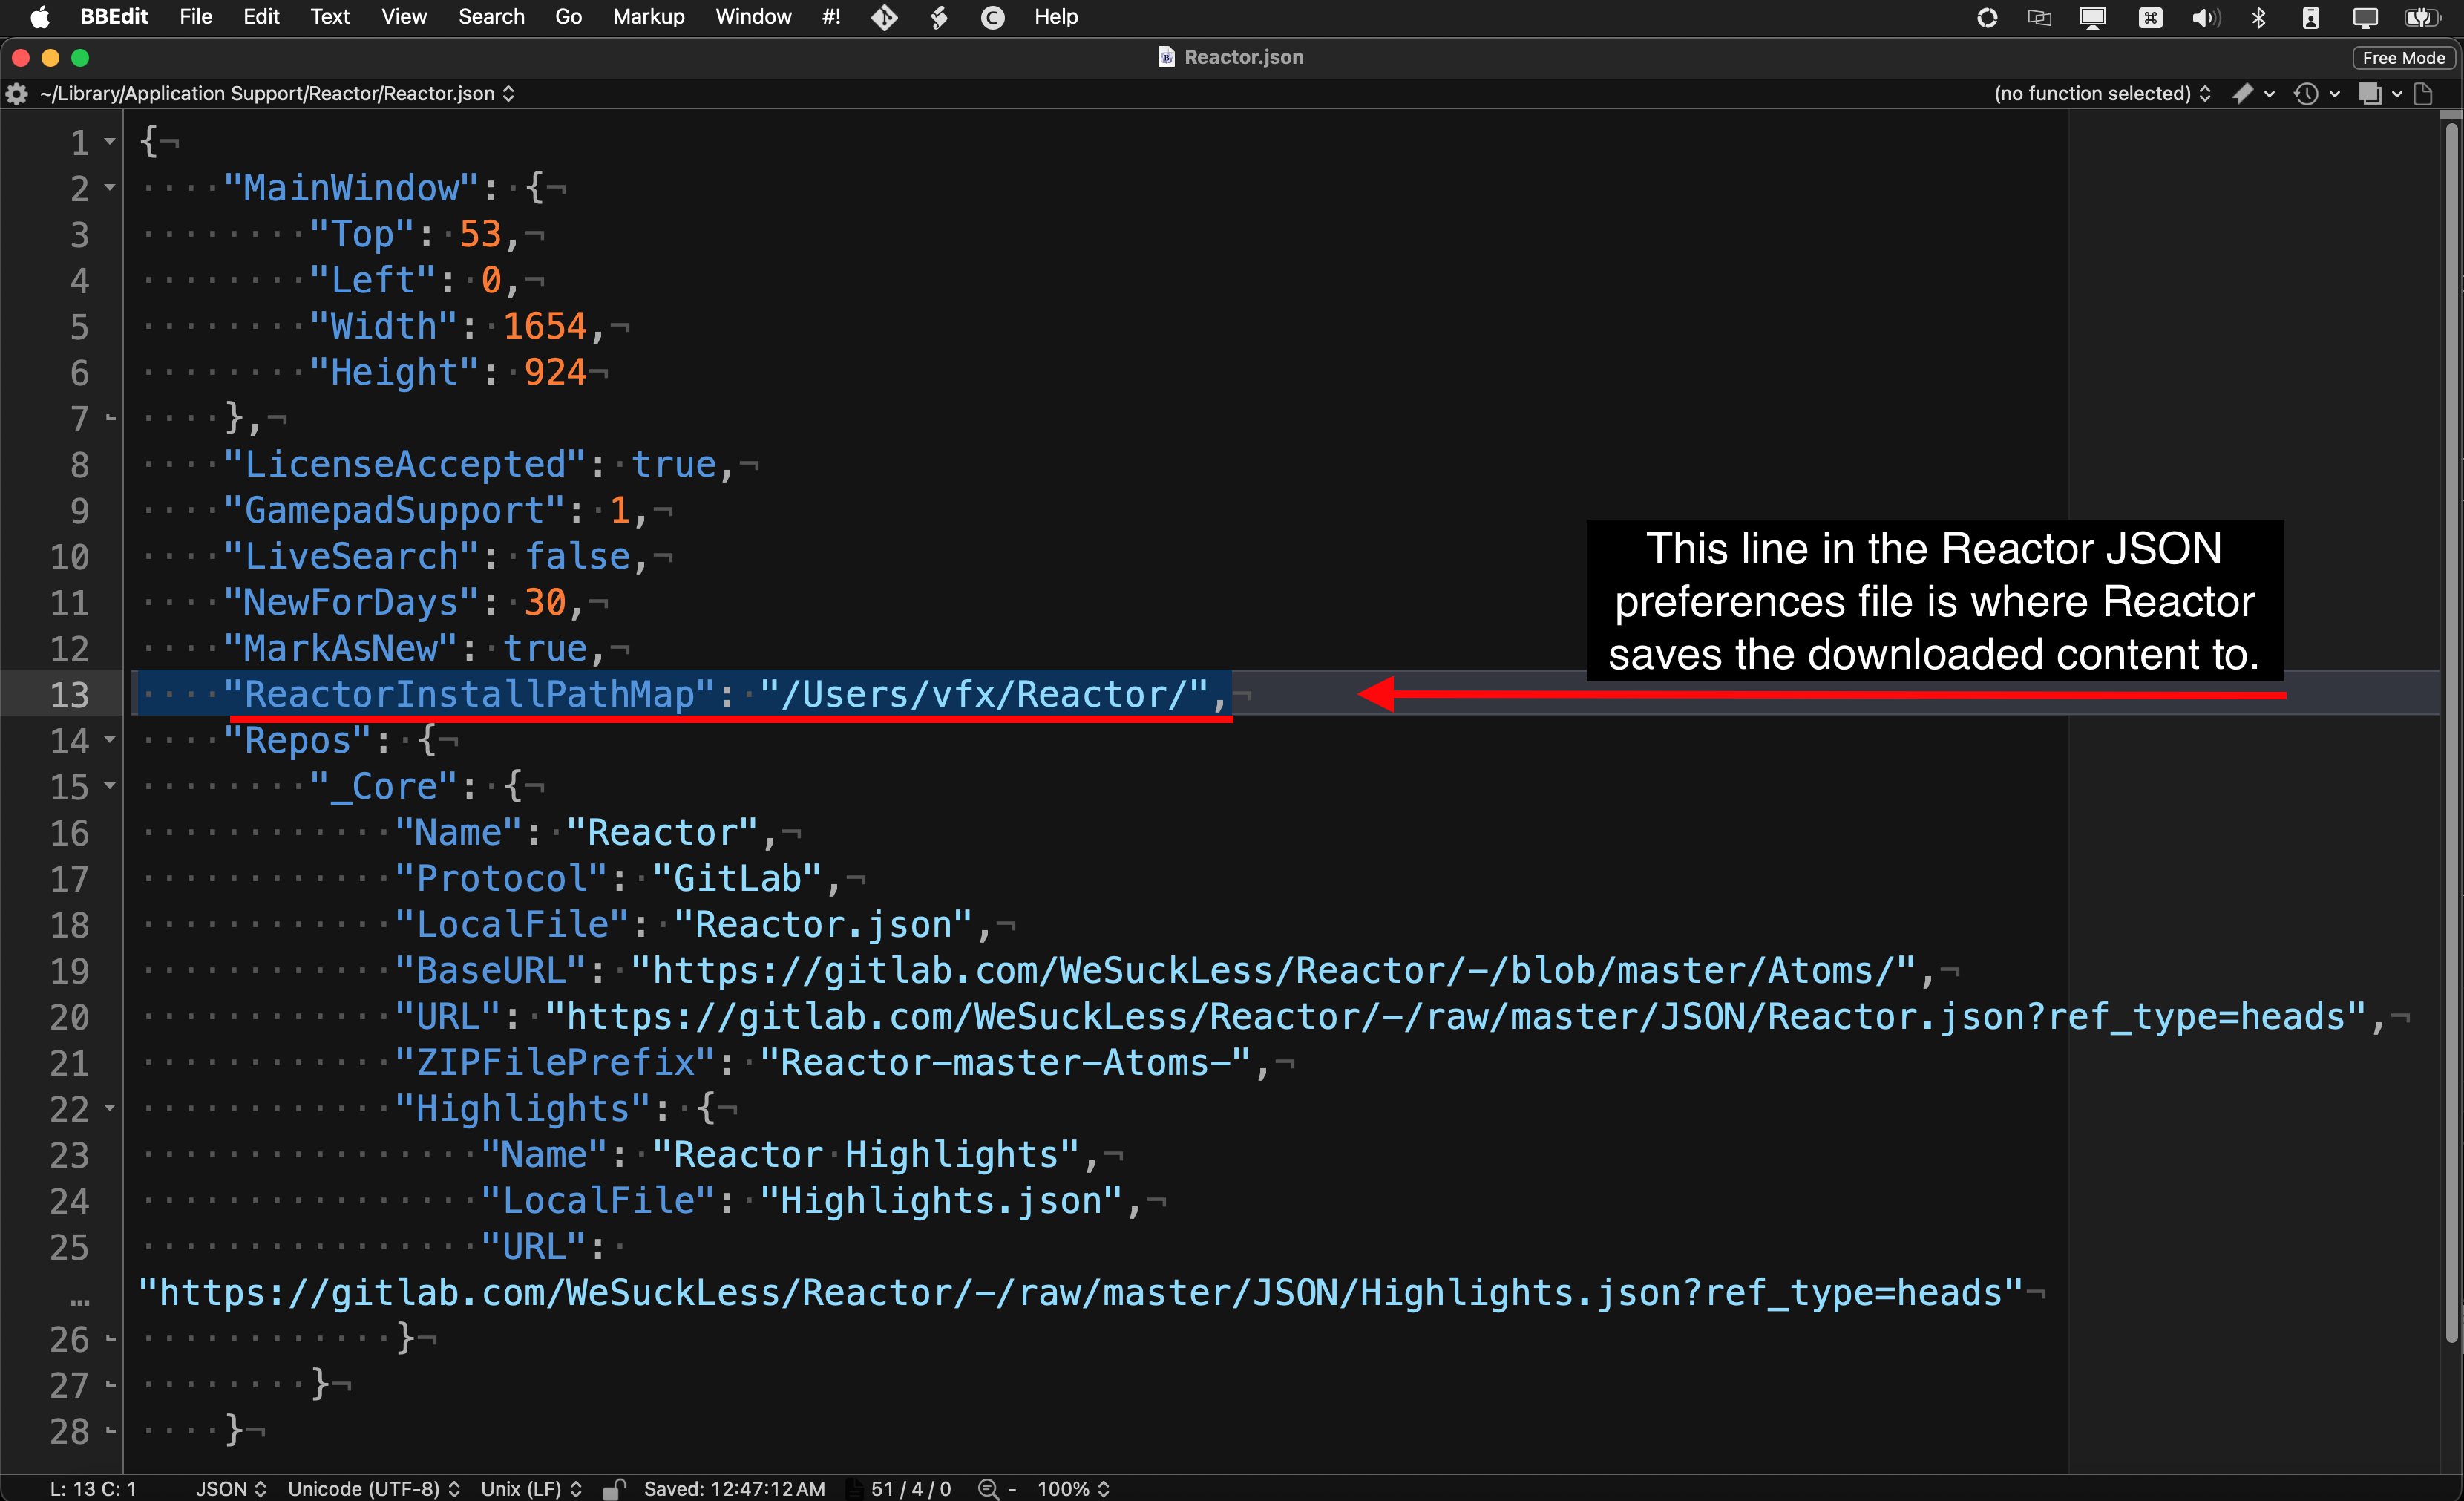 BBEdit File Edit Text View Search Go Markup Window #! Help
Reactor.json
Free Mode
~/Library/Application Support/Reactor/Reactor.json
(no function selected)
1 {
2 "MainWindow": {
3 "Top": 53,
4 "Left": 0,
5 "Width": 1654,
6 "Height": 924
7 },
8 "LicenseAccepted": true,
9 "GamepadSupport": 1,
10 "LiveSearch": false,
11 "NewForDays": 30,
12 "MarkAsNew": true,
This line in the Reactor JSON
preferences file is where Reactor
saves the downloaded content to.
13 "ReactorInstallPathMap": "/Users/vfx/Reactor/",
14 "Repos": {
15 "_Core": {
16 "Name": "Reactor",
17 "Protocol": "GitLab",
18 "LocalFile": "Reactor.json",
19 "BaseURL": "https://gitlab.com/WeSuckLess/Reactor/-/blob/master/Atoms/",
20 "URL": "https://gitlab.com/WeSuckLess/Reactor/-/raw/master/JSON/Reactor.json?ref_type=heads",
21 "ZIPFilePrefix": "Reactor-master-Atoms-",
22 "Highlights": {
23 "Name": "Reactor Highlights",
24 "LocalFile": "Highlights.json",
25 "URL":
… "https://gitlab.com/WeSuckLess/Reactor/-/raw/master/JSON/Highlights.json?ref_type=heads"
26 }
27 }
28 }
L: 13 C: 1 JSON Unicode (UTF-8) Unix (LF) Saved: 12:47:12 AM 51 / 4 / 0 - 100%